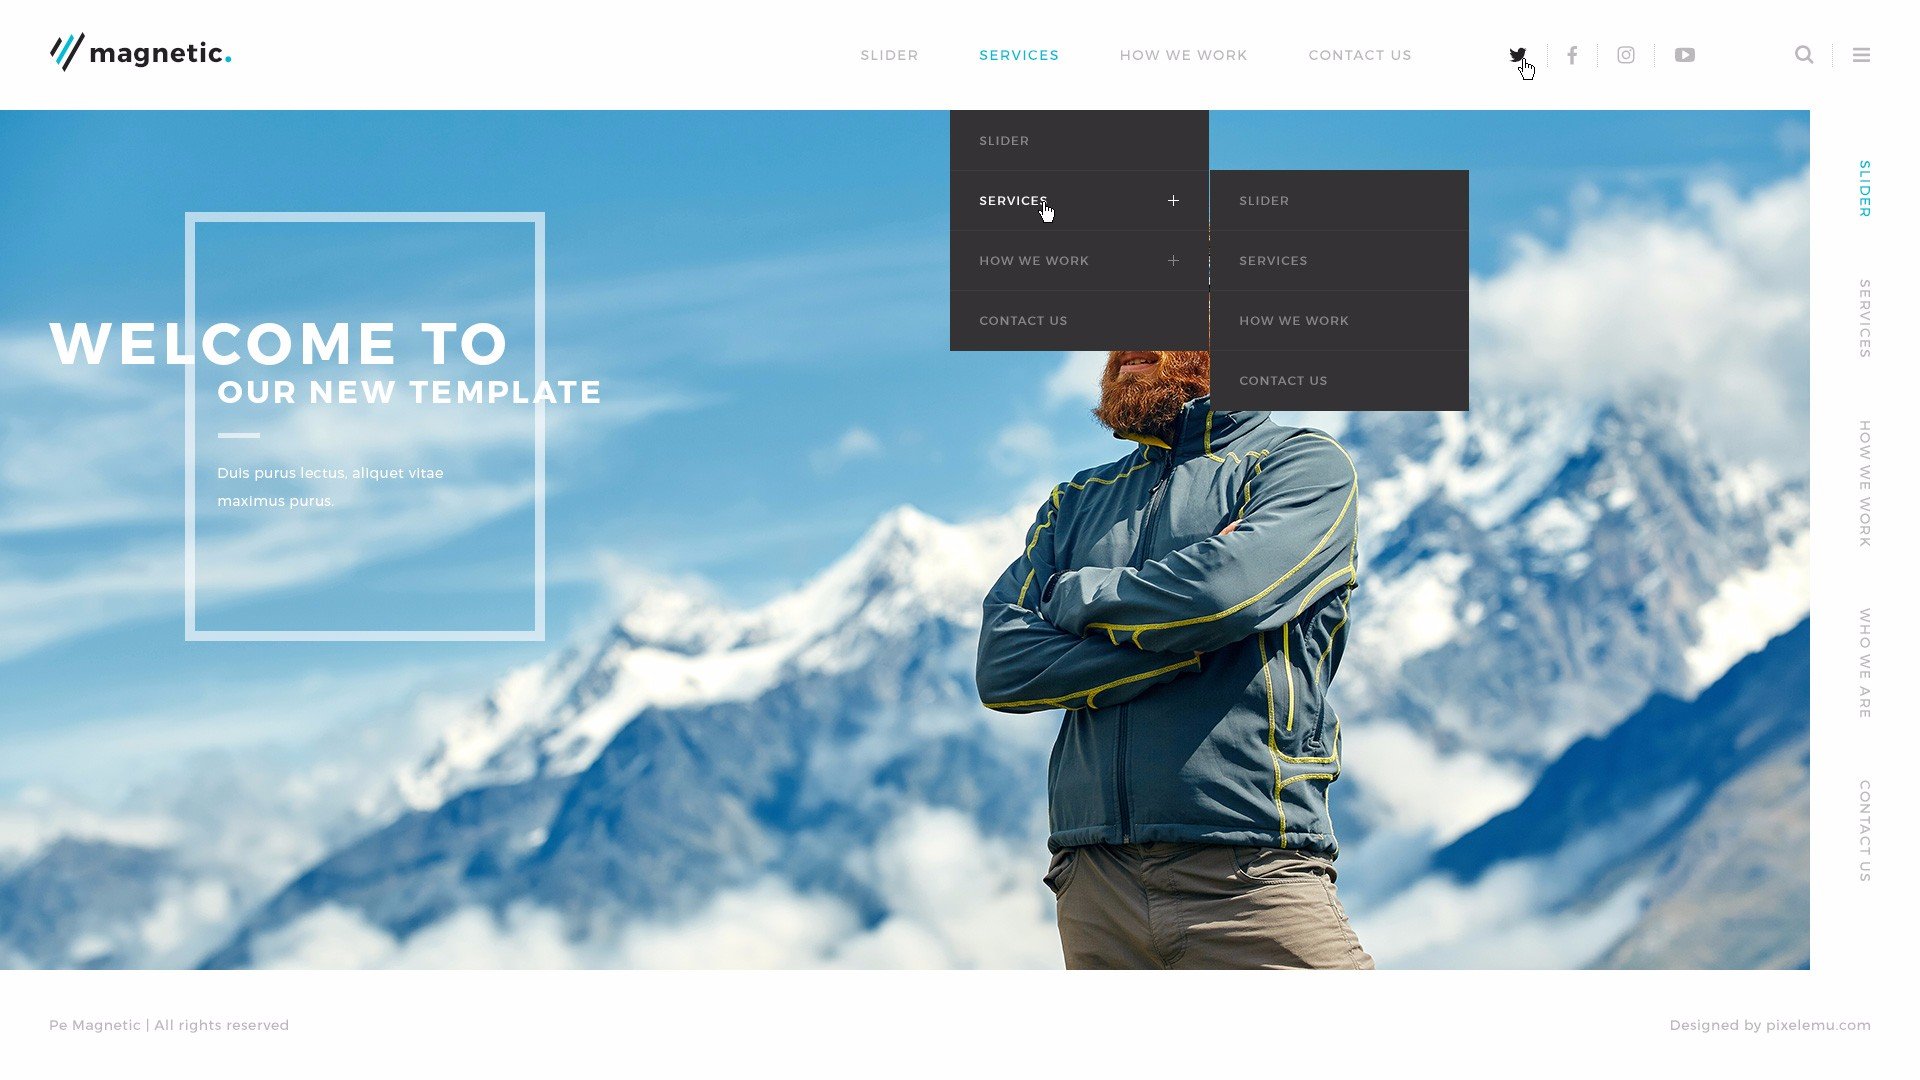 magnetic.
SLIDER
SERVICES
HOW WE WORK
CONTACT US
SLIDER
SERVICES
HOW WE WORK
CONTACT US
SLIDER
SERVICES
HOW WE WORK
CONTACT US
WELCOME TO
OUR NEW TEMPLATE
Duis purus lectus, aliquet vitae
maximus purus.
SLIDER
SERVICES
HOW WE WORK
WHO WE ARE
CONTACT US
Pe Magnetic | All rights reserved
Designed by pixelemu.com